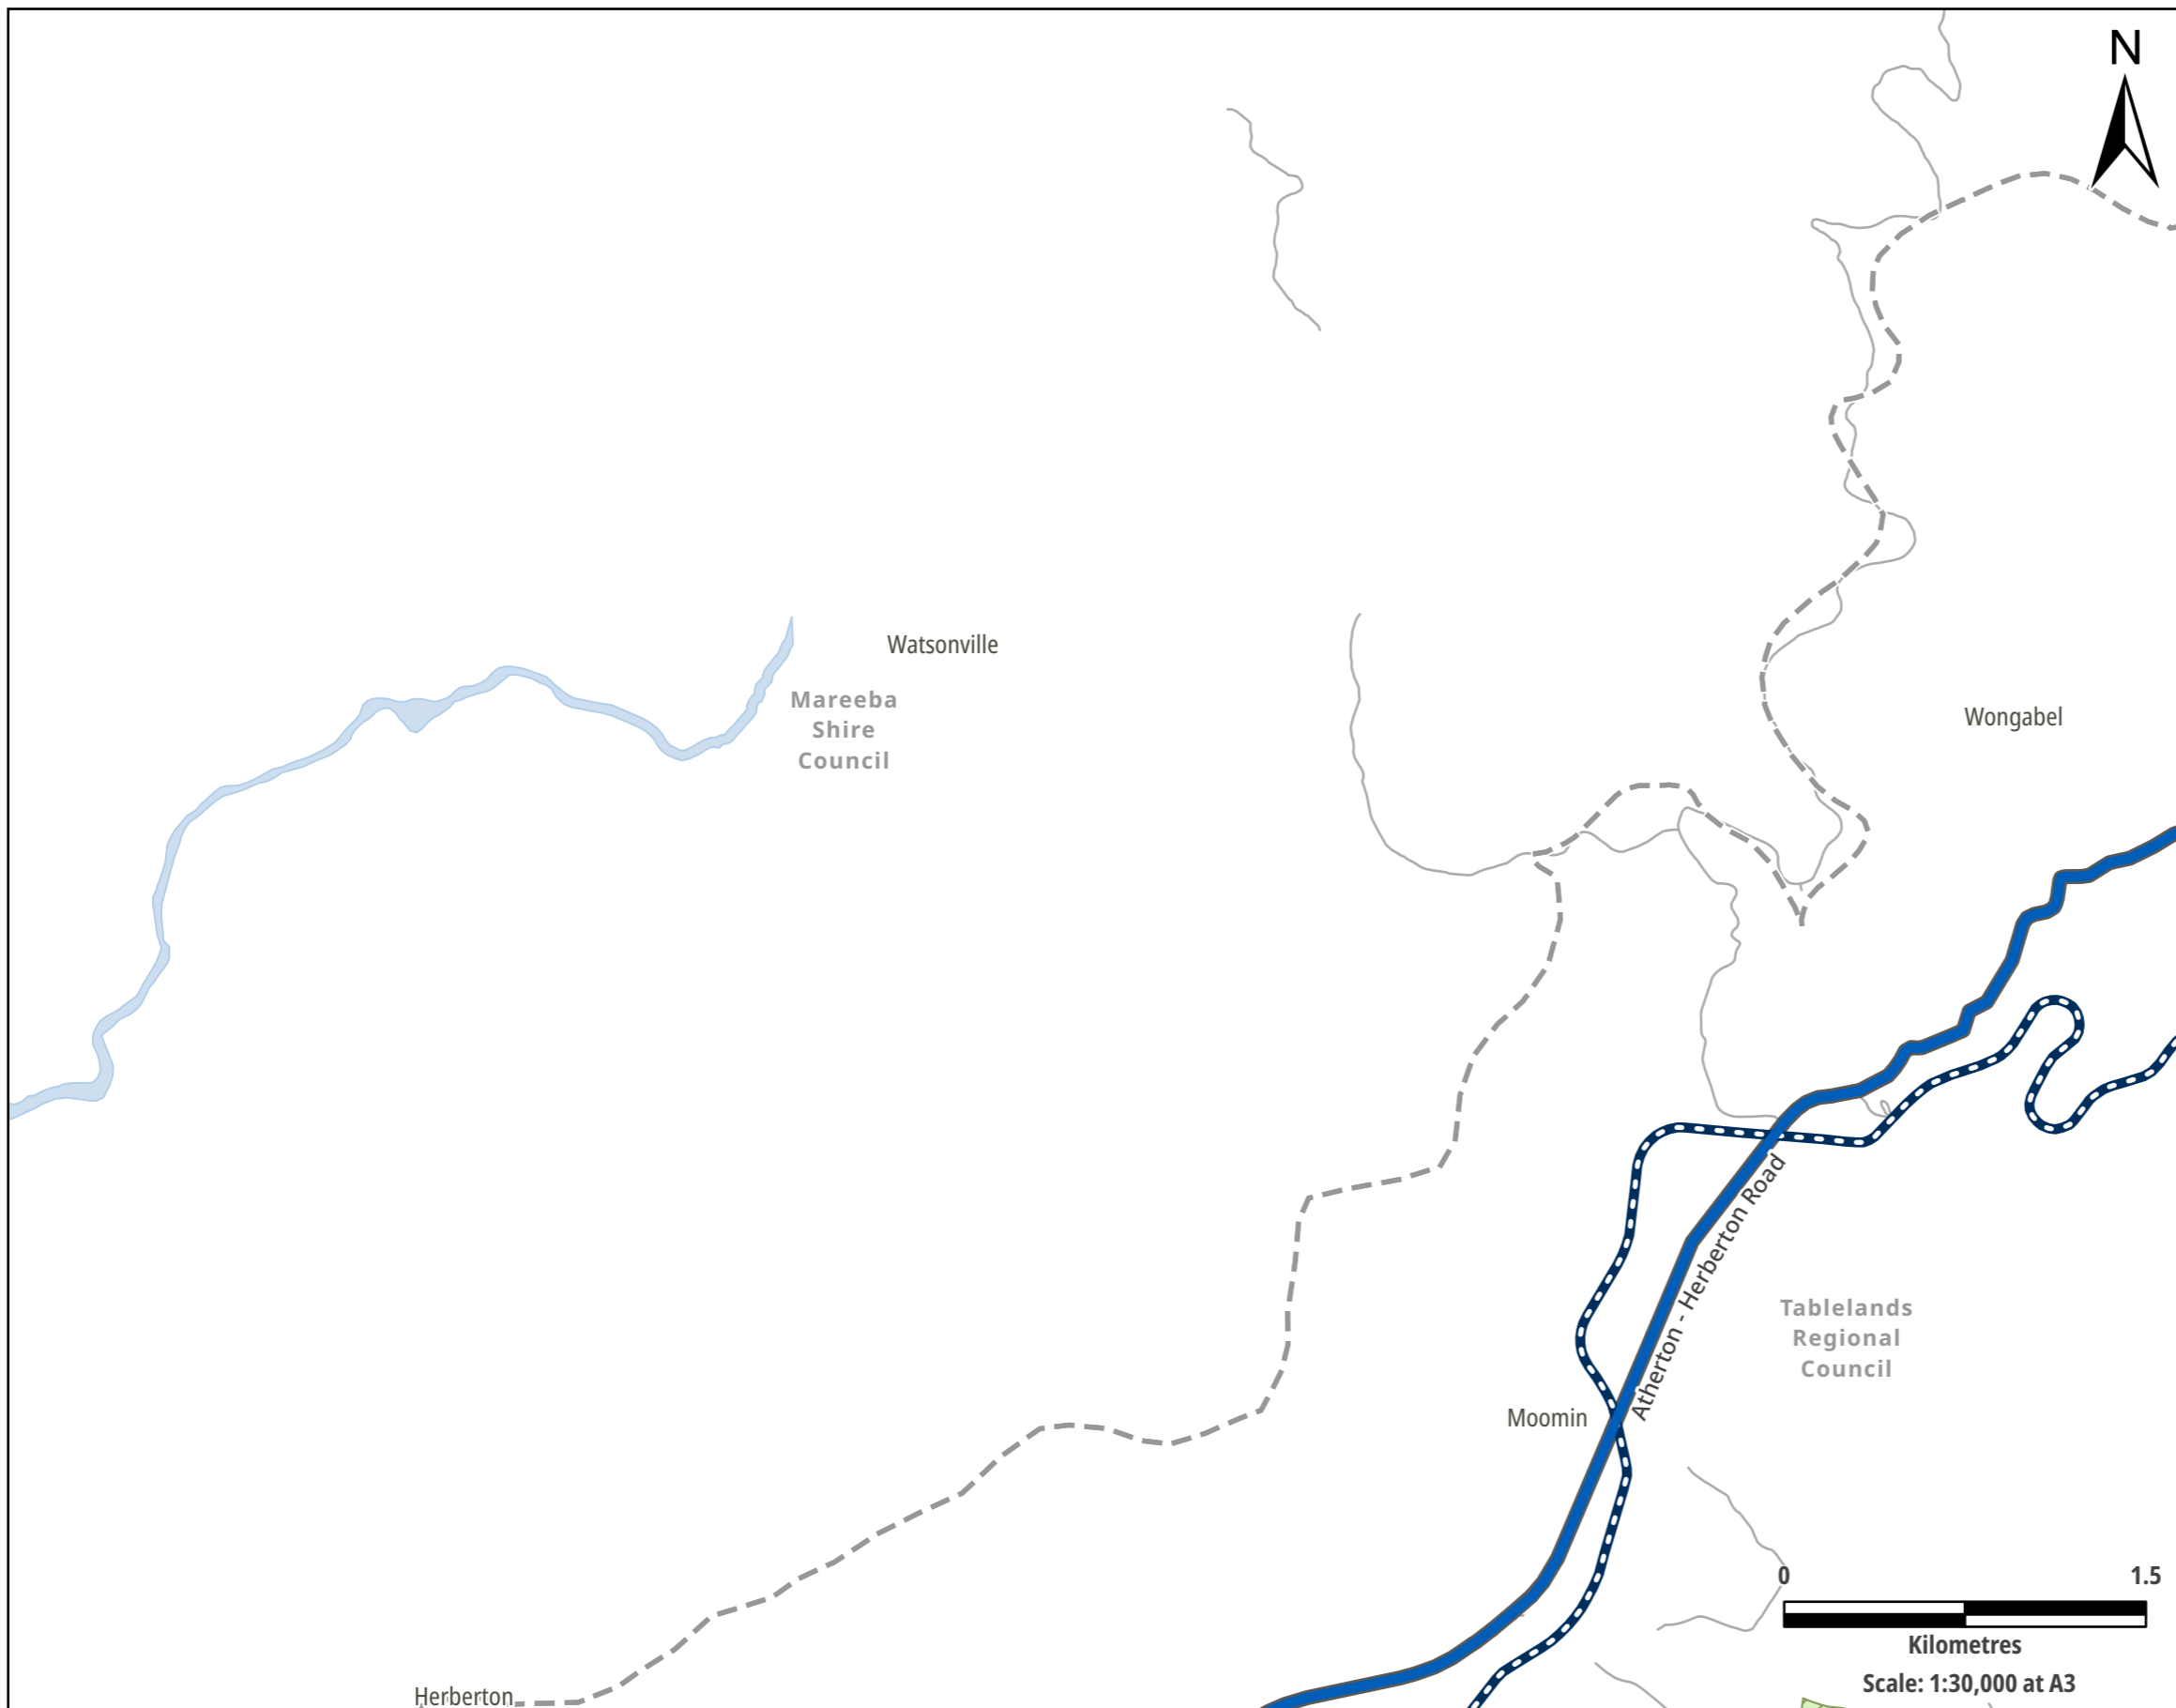 N
Watsonville
Mareeba
Shire
Council
Wongabel
Atherton - Herberton Road
Tablelands
Regional
Council
Moomin
0 1.5
Kilometres
Scale: 1:30,000 at A3
Herberton